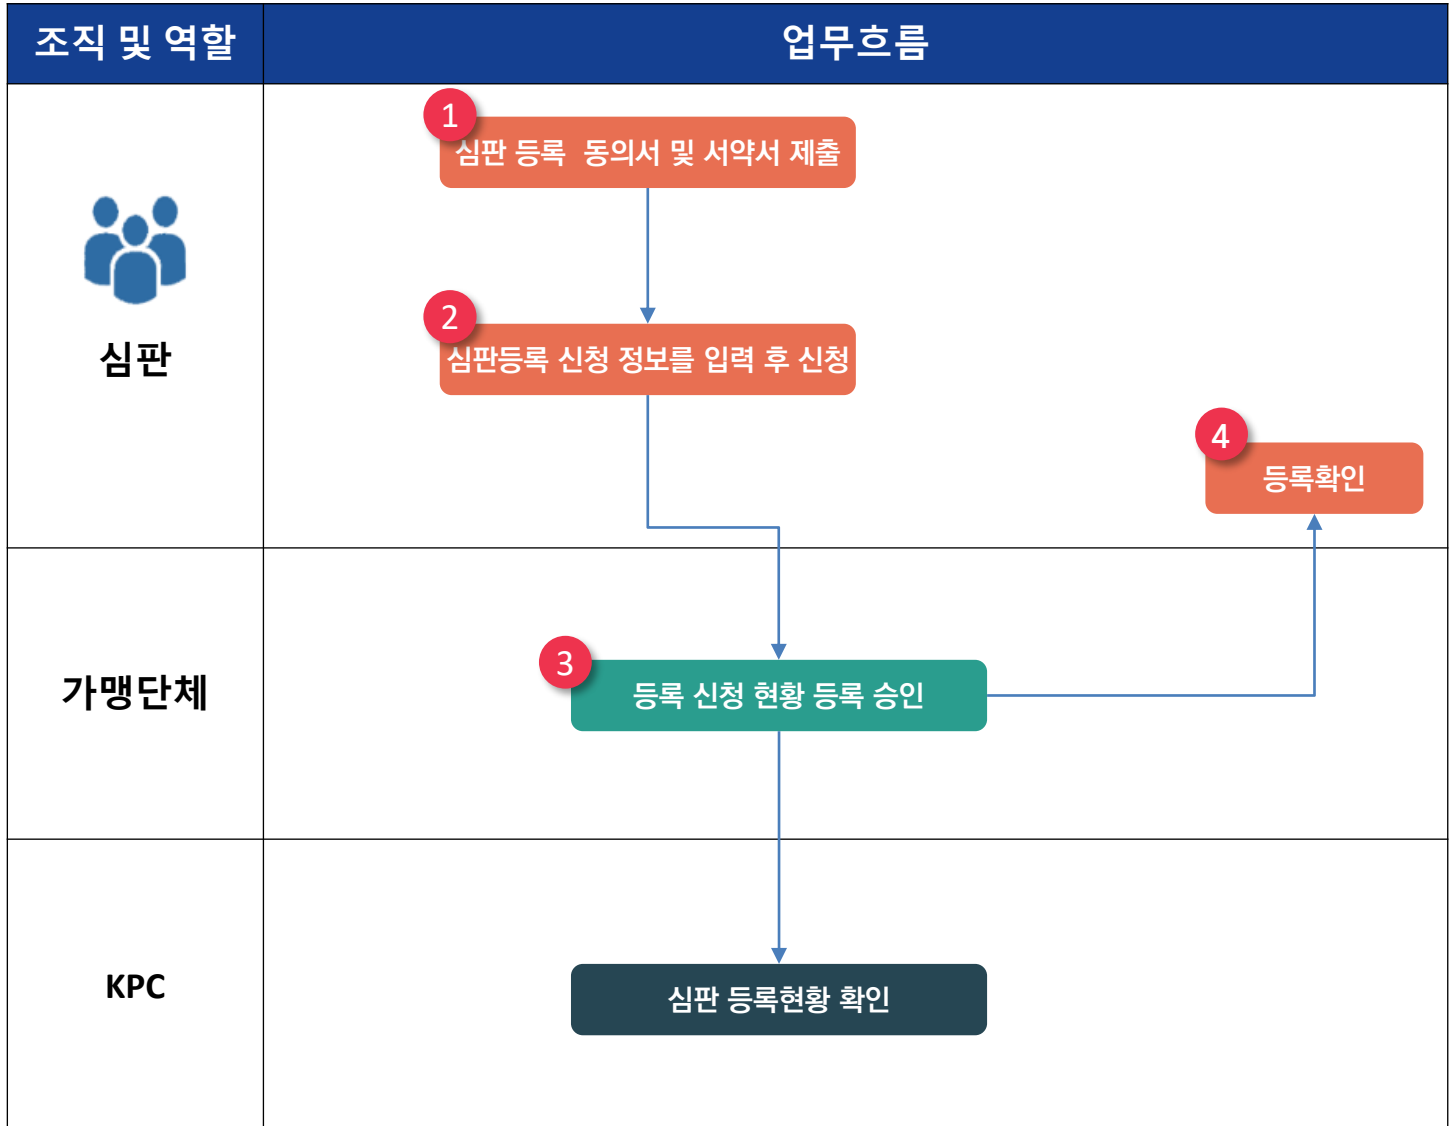 조직 및 역할
업무흐름
1
심판 등록  동의서 및 서약서 제출
2
심판등록 신청 정보를 입력 후 신청
심판
4
등록확인
3
등록 신청 현황 등록 승인
가맹단체
KPC
심판 등록현황 확인